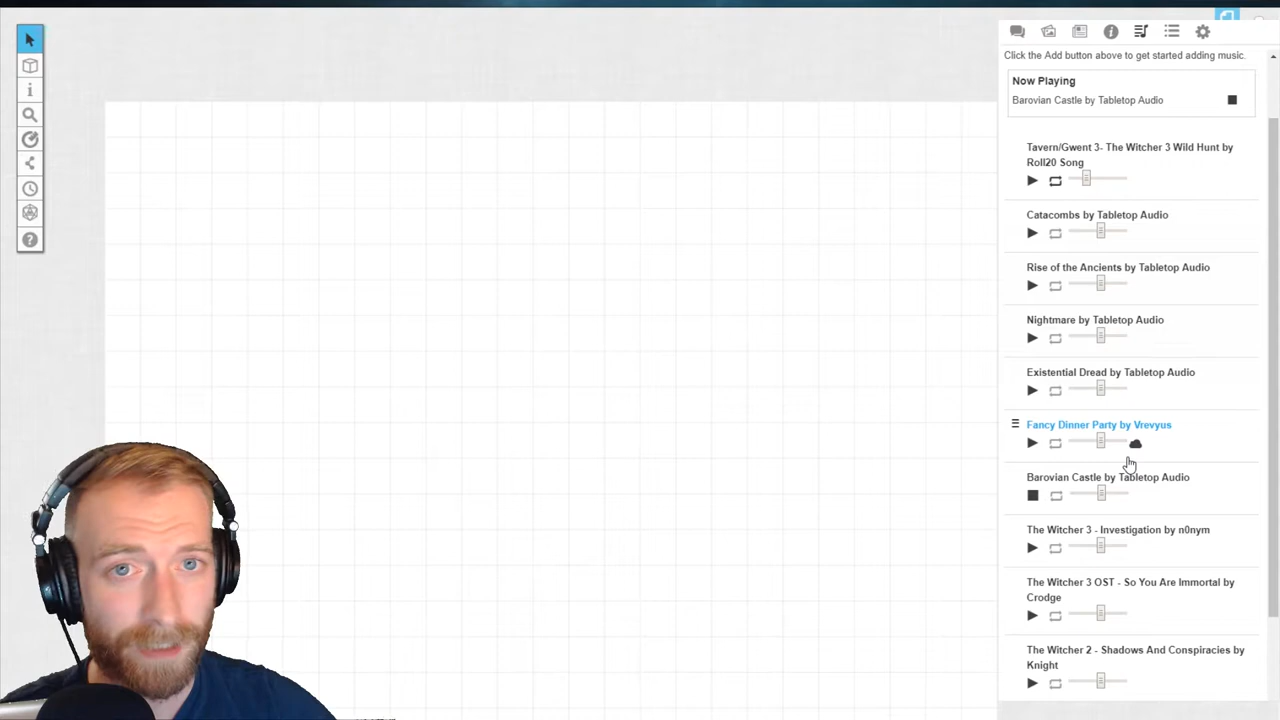 Click the Add button above to get started adding music.
Now Playing
Barovian Castle by Tabletop Audio
Tavern/Gwent 3- The Witcher 3 Wild Hunt by
Roll20 Song
Catacombs by Tabletop Audio
Rise of the Ancients by Tabletop Audio
Nightmare by Tabletop Audio
Existential Dread by Tabletop Audio
Fancy Dinner Party by Vrevyus
Barovian Castle by Tabletop Audio
The Witcher 3 - Investigation by n0nym
The Witcher 3 OST - So You Are Immortal by
Crodge
The Witcher 2 - Shadows And Conspiracies by
Knight